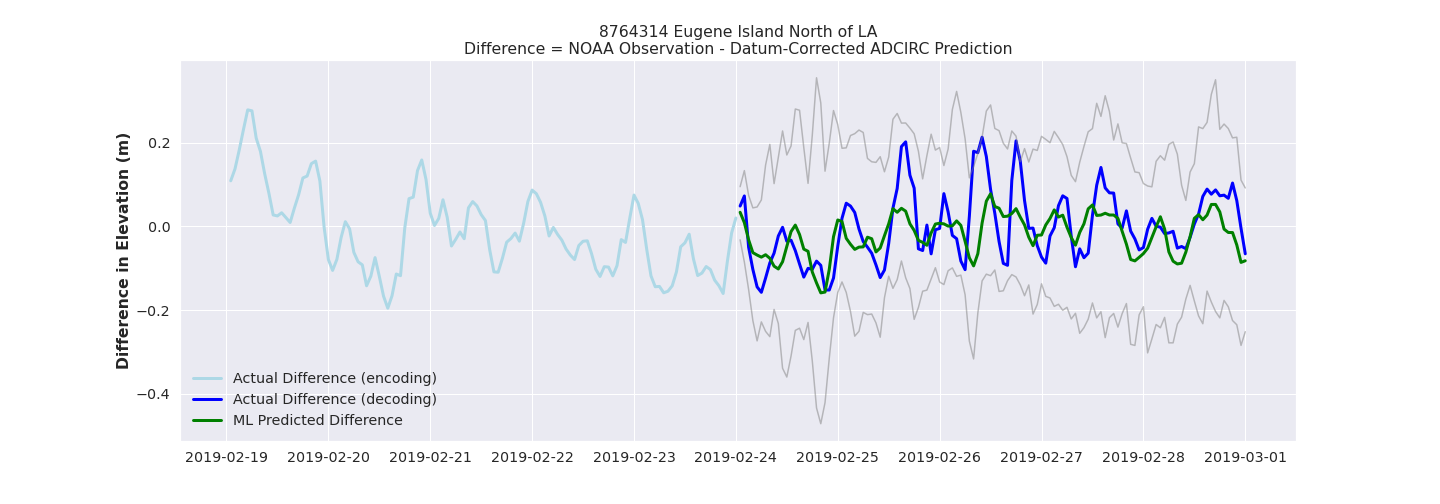 8764314 Eugene Island North of LA
Difference = NOAA Observation - Datum-Corrected ADCIRC Prediction
Difference in Elevation (m)
0.2
0.0
−0.2
−0.4
Actual Difference (encoding)
Actual Difference (decoding)
ML Predicted Difference
2019-02-19 2019-02-20 2019-02-21 2019-02-22 2019-02-23 2019-02-24 2019-02-25 2019-02-26 2019-02-27 2019-02-28 2019-03-01